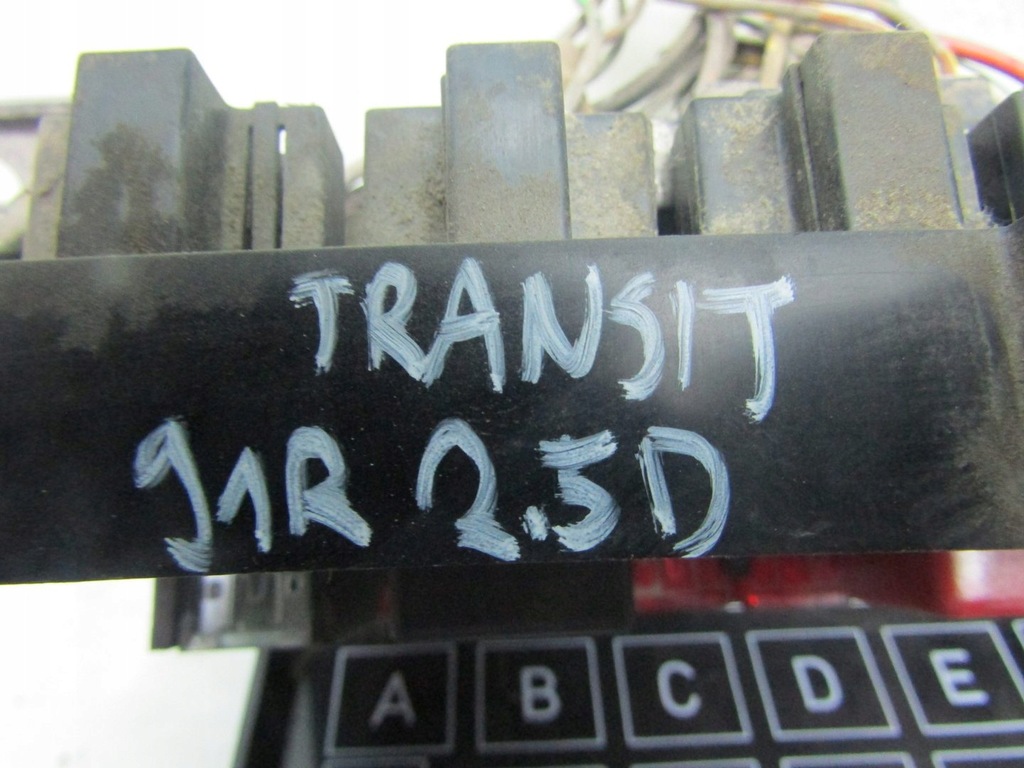 TRANSIT
91R 2.5D
A B C D E